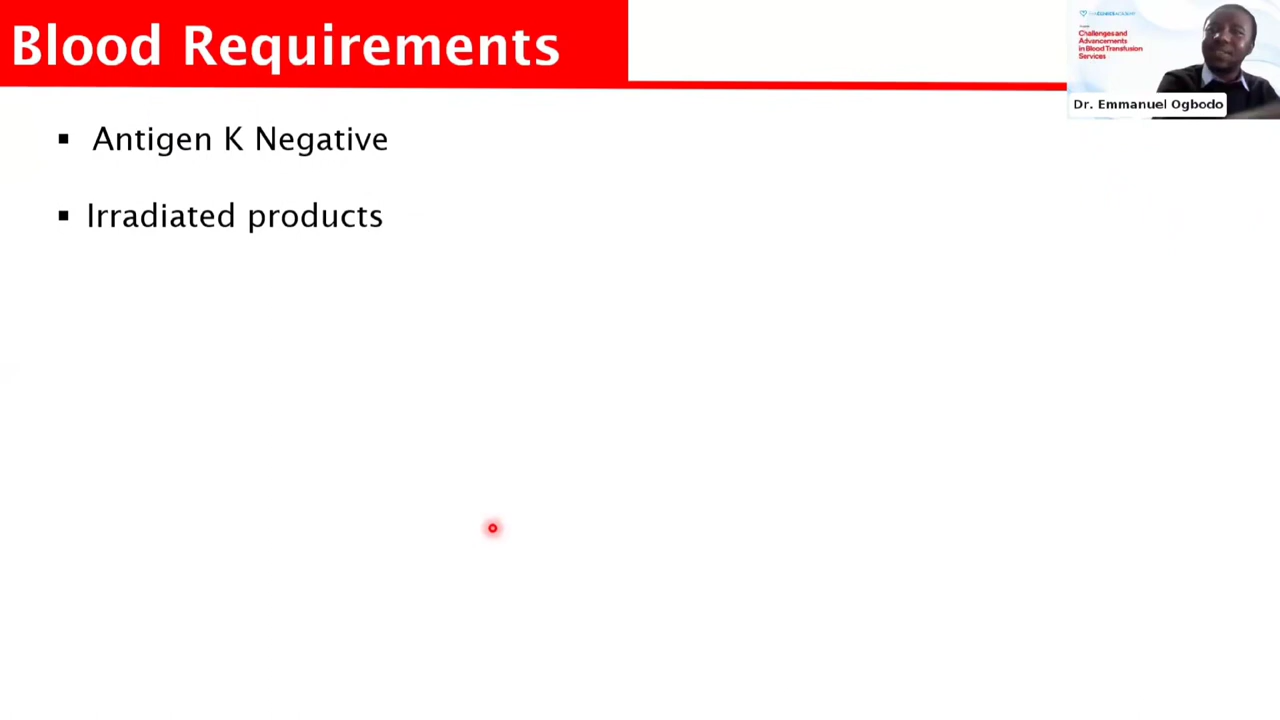 Blood Requirements
▪ Antigen K Negative
▪ Irradiated products
Challenges and
Advancements
in Blood Transfusion
Services
Dr. Emmanuel Ogbodo